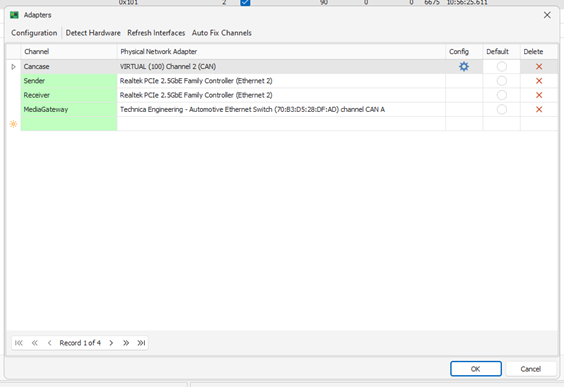 0x101 2 90 0 0 6675 10:56:25.611
Adapters
Configuration Detect Hardware Refresh Interfaces Auto Fix Channels
Channel Physical Network Adapter Config Default Delete
Cancase VIRTUAL (100) Channel 2 (CAN)
Sender Realtek PCIe 2.5GbE Family Controller (Ethernet 2)
Receiver Realtek PCIe 2.5GbE Family Controller (Ethernet 2)
MediaGateway Technica Engineering - Automotive Ethernet Switch (70:B3:D5:28:DF:AD) channel CAN A
Record 1 of 4
OK Cancel